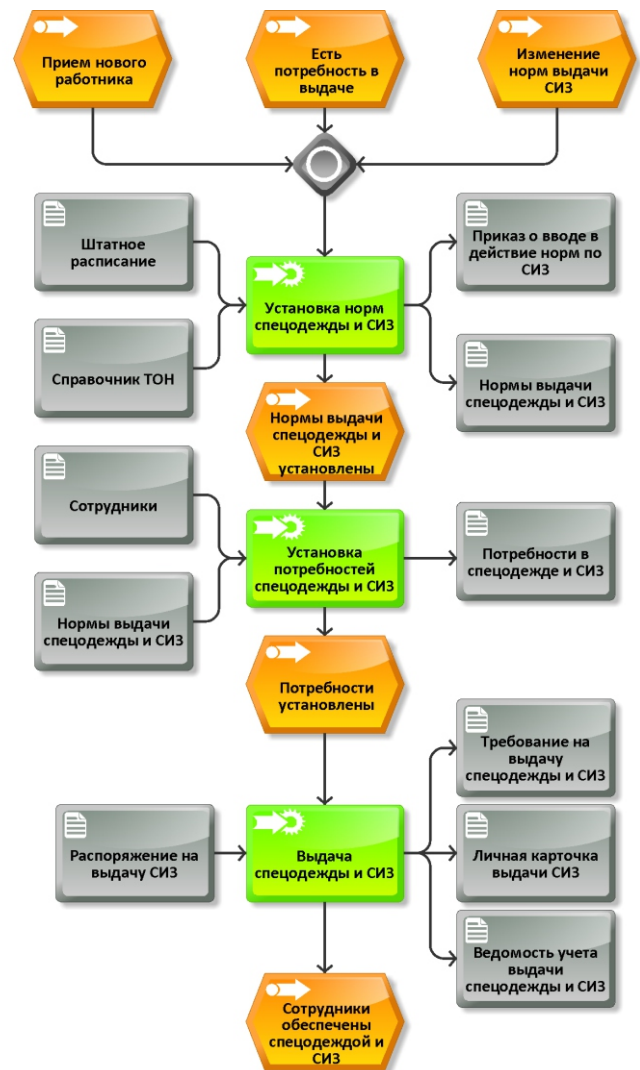 Прием нового
работника
Есть
потребность в
выдаче
Изменение
норм выдачи
СИЗ
Штатное
расписание
Приказ о вводе в
действие норм по
СИЗ
Установка норм
спецодежды и СИЗ
Справочник ТОН
Нормы выдачи
спецодежды и СИЗ
Нормы выдачи
спецодежды и
СИЗ
установлены
Сотрудники
Установка
потребностей
спецодежды и СИЗ
Потребности в
спецодежде и СИЗ
Нормы выдачи
спецодежды и СИЗ
Потребности
установлены
Требование на
выдачу
спецодежды и СИЗ
Распоряжение на
выдачу СИЗ
Выдача
спецодежды и СИЗ
Личная карточка
выдачи СИЗ
Ведомость учета
выдачи
спецодежды и СИЗ
Сотрудники
обеспечены
спецодеждой и
СИЗ